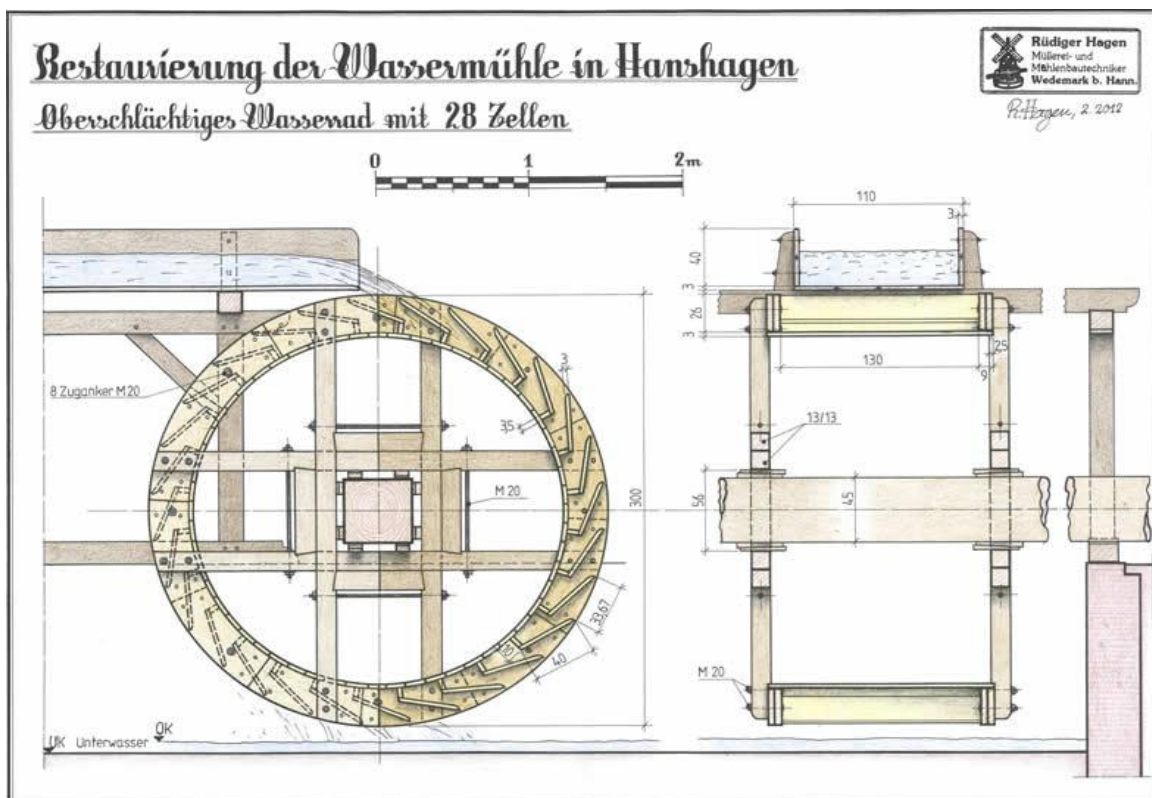 Restaurierung der Wassermühle in Hanshagen
Oberschlächtiges Wasserrad mit 28 Zellen
Rüdiger Hagen
Müllerei- und
Mühlenbautechniker
Wedemark b. Hann.
R. Hagen, 2.2012
0 1 2m
110
3
40
3
26
3
130
25
9
8 Zuganker M20
3
3,5
13/13
M 20
300
56
45
33,67
10
40
M 20
UK Unterwasser
OK